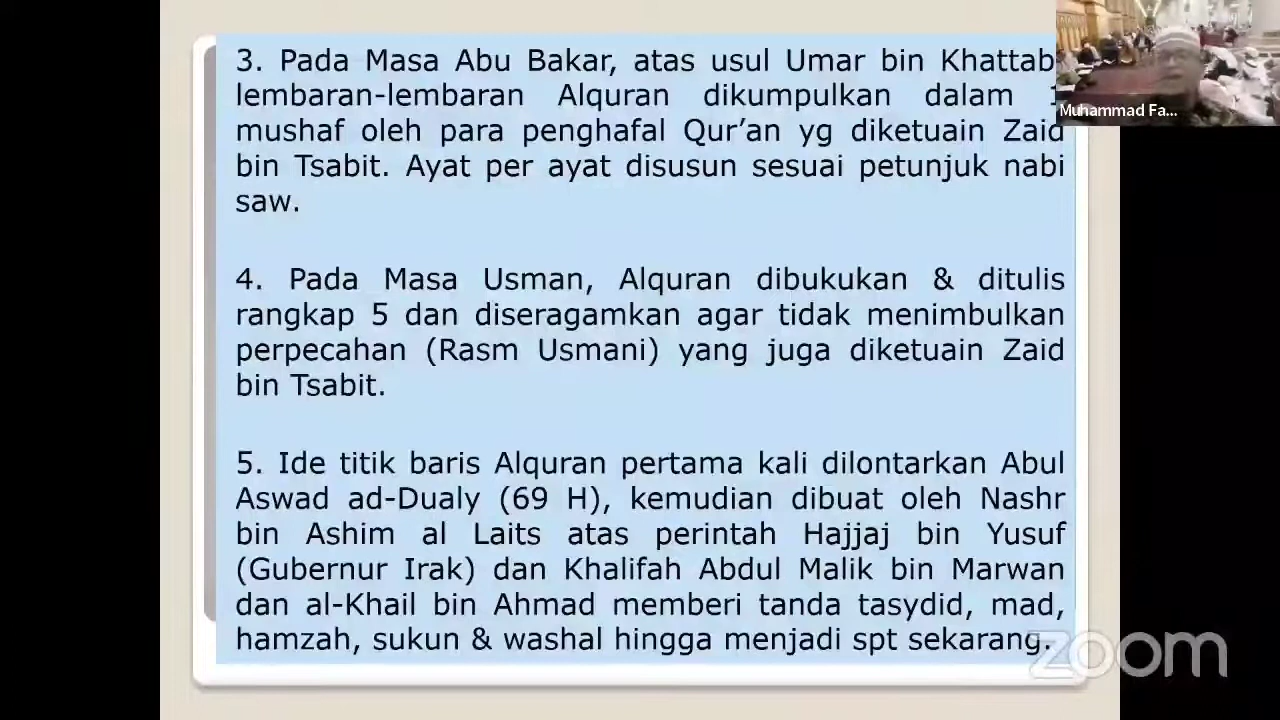 3. Pada Masa Abu Bakar, atas usul Umar bin Khattab
lembaran-lembaran Alquran dikumpulkan dalam
mushaf oleh para penghafal Qur’an yg diketuain Zaid
bin Tsabit. Ayat per ayat disusun sesuai petunjuk nabi
saw.
4. Pada Masa Usman, Alquran dibukukan & ditulis
rangkap 5 dan diseragamkan agar tidak menimbulkan
perpecahan (Rasm Usmani) yang juga diketuain Zaid
bin Tsabit.
5. Ide titik baris Alquran pertama kali dilontarkan Abul
Aswad ad-Dualy (69 H), kemudian dibuat oleh Nashr
bin Ashim al Laits atas perintah Hajjaj bin Yusuf
(Gubernur Irak) dan Khalifah Abdul Malik bin Marwan
dan al-Khail bin Ahmad memberi tanda tasydid, mad,
hamzah, sukun & washal hingga menjadi spt sekarang.
Muhammad Fa...
zoom